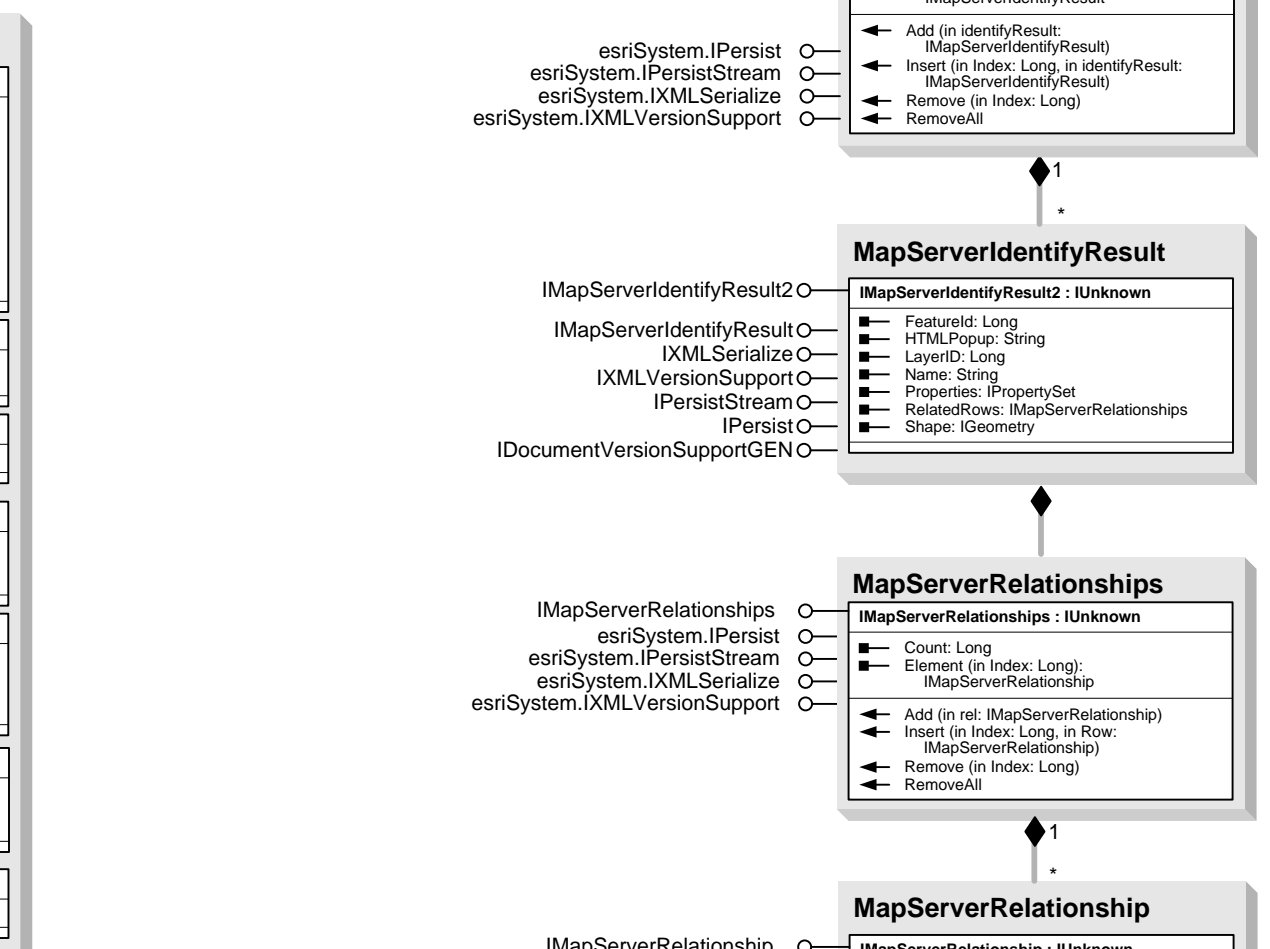 IMapServerIdentifyResult
Add (in identifyResult:
IMapServerIdentifyResult)
Insert (in Index: Long, in identifyResult:
IMapServerIdentifyResult)
Remove (in Index: Long)
RemoveAll
esriSystem.IPersist
esriSystem.IPersistStream
esriSystem.IXMLSerialize
esriSystem.IXMLVersionSupport
1
*
MapServerIdentifyResult
IMapServerIdentifyResult2
IMapServerIdentifyResult
IXMLSerialize
IXMLVersionSupport
IPersistStream
IPersist
IDocumentVersionSupportGEN
IMapServerIdentifyResult2 : IUnknown
FeatureId: Long
HTMLPopup: String
LayerID: Long
Name: String
Properties: IPropertySet
RelatedRows: IMapServerRelationships
Shape: IGeometry
MapServerRelationships
IMapServerRelationships
esriSystem.IPersist
esriSystem.IPersistStream
esriSystem.IXMLSerialize
esriSystem.IXMLVersionSupport
IMapServerRelationships : IUnknown
Count: Long
Element (in Index: Long):
IMapServerRelationship
Add (in rel: IMapServerRelationship)
Insert (in Index: Long, in Row:
IMapServerRelationship)
Remove (in Index: Long)
RemoveAll
1
*
MapServerRelationship
IMapServerRelationship
IMapServerRelationship : IUnknown